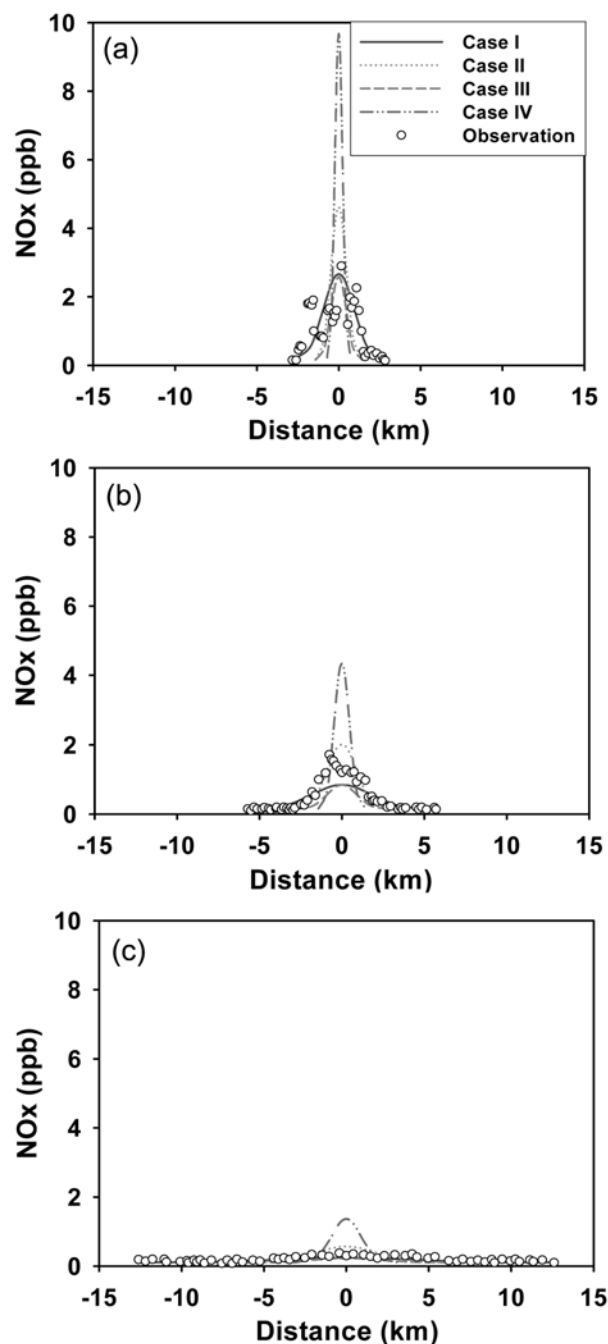 (a)
Case I
Case II
Case III
Case IV
Observation
NOx (ppb)
10
8
6
4
2
0
-15 -10 -5 0 5 10 15
Distance (km)
(b)
NOx (ppb)
10
8
6
4
2
0
-15 -10 -5 0 5 10 15
Distance (km)
(c)
NOx (ppb)
10
8
6
4
2
0
-15 -10 -5 0 5 10 15
Distance (km)